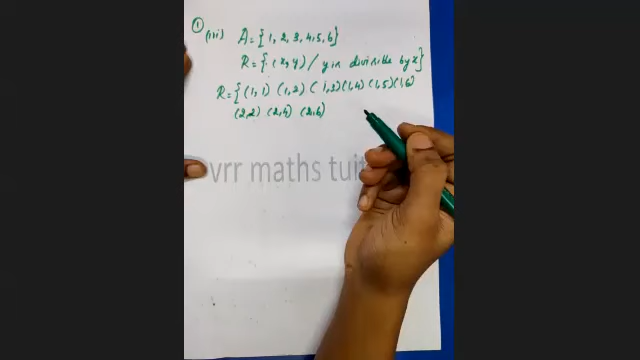 ① (iii) A = { 1, 2, 3, 4, 5, 6 }
R = { (x, y) / y is divisible by x }
R = { (1, 1) (1, 2) (1, 3) (1, 4) (1, 5) (1, 6)
(2, 2) (2, 4) (2, 6)
vrr maths tui